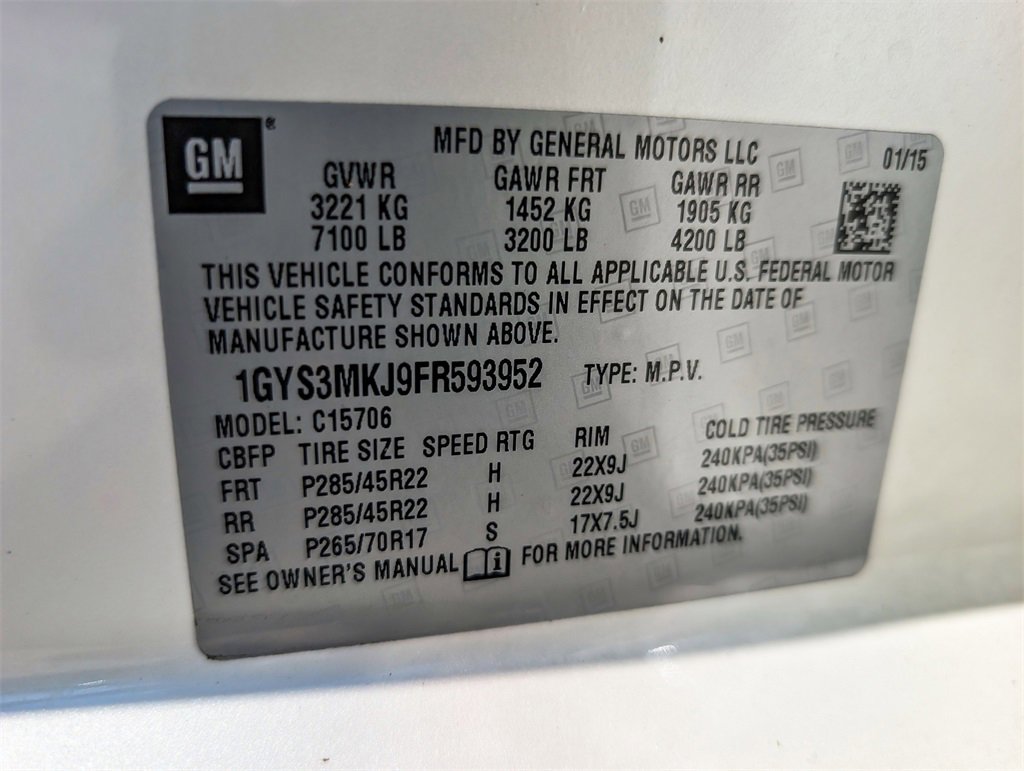 GM®
MFD BY GENERAL MOTORS LLC
01/15
GVWR GAWR FRT GAWR RR
3221 KG 1452 KG 1905 KG
7100 LB 3200 LB 4200 LB
THIS VEHICLE CONFORMS TO ALL APPLICABLE U.S. FEDERAL MOTOR
VEHICLE SAFETY STANDARDS IN EFFECT ON THE DATE OF
MANUFACTURE SHOWN ABOVE.
1GYS3MKJ9FR593952 TYPE: M.P.V.
MODEL: C15706
CBFP TIRE SIZE SPEED RTG RIM COLD TIRE PRESSURE
FRT P285/45R22 H 22X9J 240KPA(35PSI)
RR P285/45R22 H 22X9J 240KPA(35PSI)
SPA P265/70R17 S 17X7.5J 240KPA(35PSI)
SEE OWNER'S MANUAL FOR MORE INFORMATION.